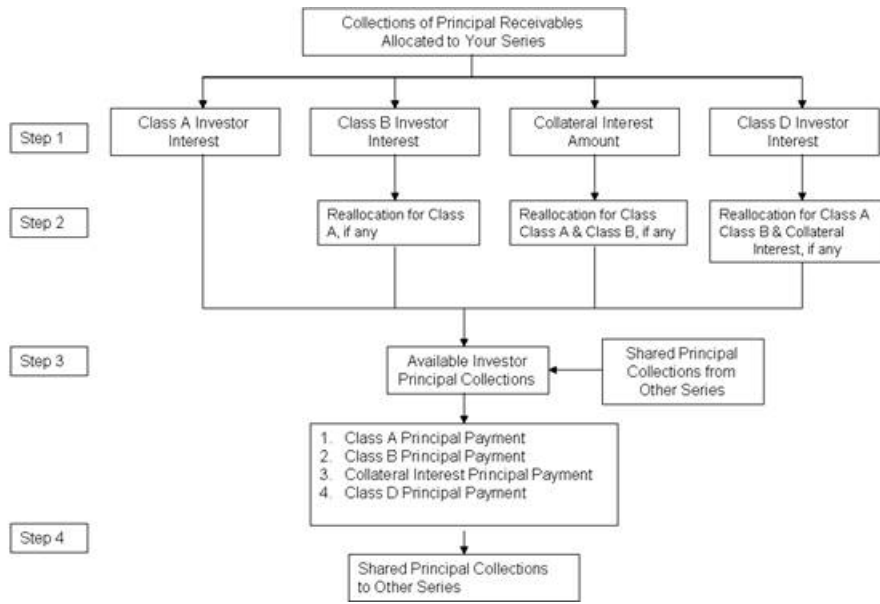 Collections of Principal Receivables
Allocated to Your Series
Step 1
Class A Investor
Interest
Class B Investor
Interest
Collateral Interest
Amount
Class D Investor
Interest
Step 2
Reallocation for Class
A, if any
Reallocation for Class
Class A & Class B, if any
Reallocation for Class A
Class B & Collateral
Interest, if any
Step 3
Available Investor
Principal Collections
Shared Principal
Collections from
Other Series
1. Class A Principal Payment
2. Class B Principal Payment
3. Collateral Interest Principal Payment
4. Class D Principal Payment
Step 4
Shared Principal Collections
to Other Series